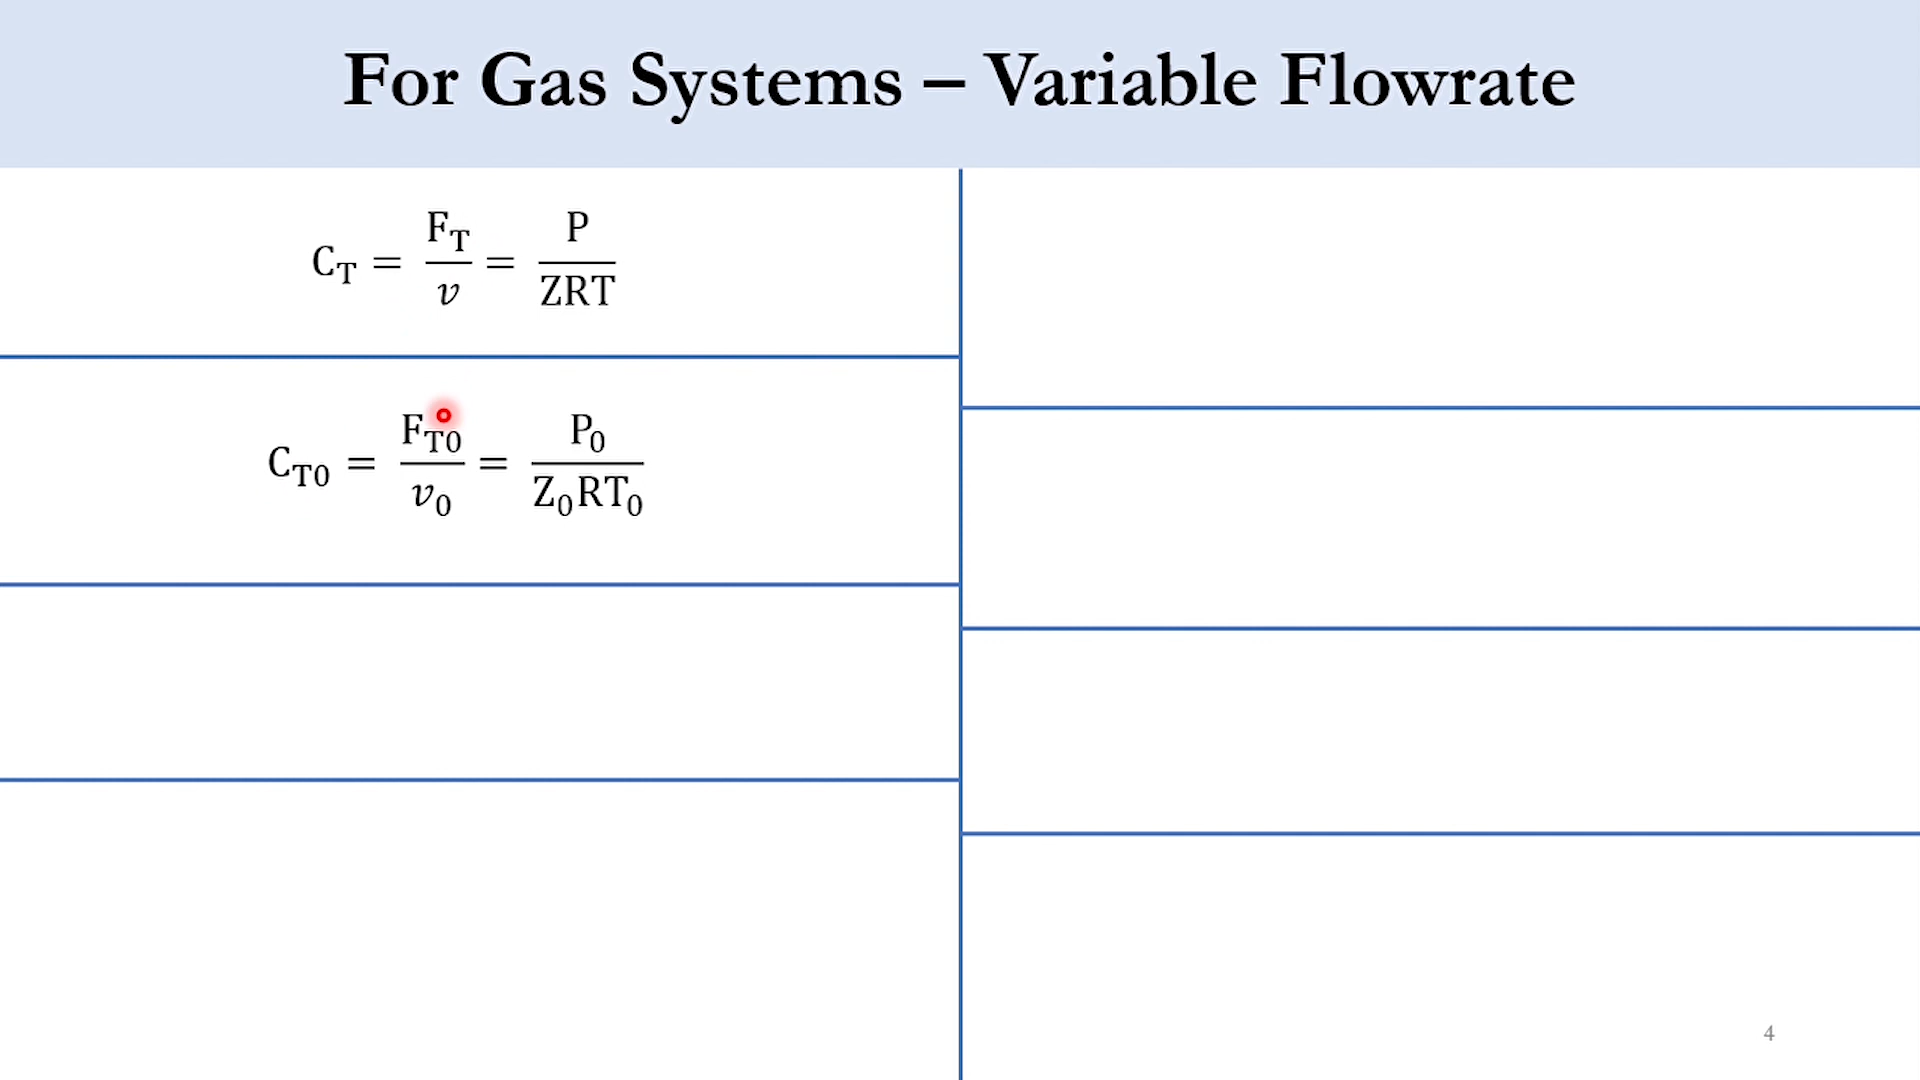 For Gas Systems – Variable Flowrate
C_T = F_T / v = P / ZRT
C_T0 = F_T0 / v_0 = P_0 / Z_0RT_0
4